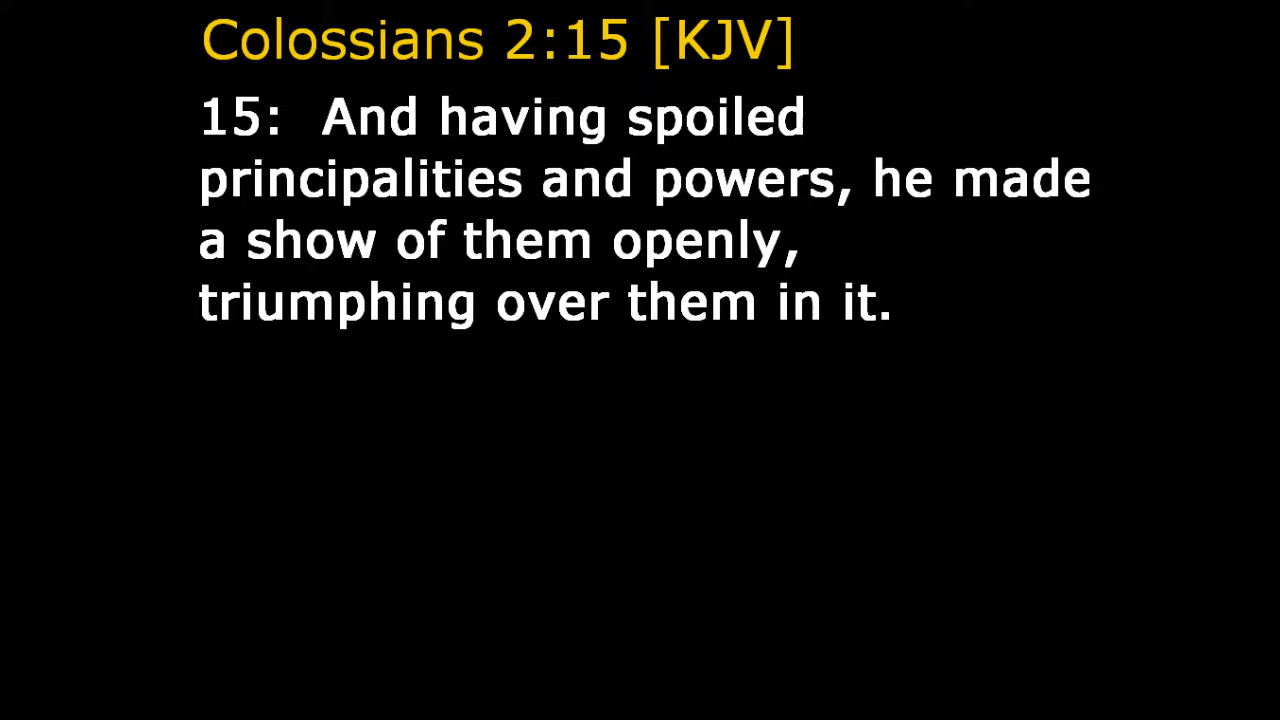 Colossians 2:15 [KJV]
15:  And having spoiled
principalities and powers, he made
a show of them openly,
triumphing over them in it.